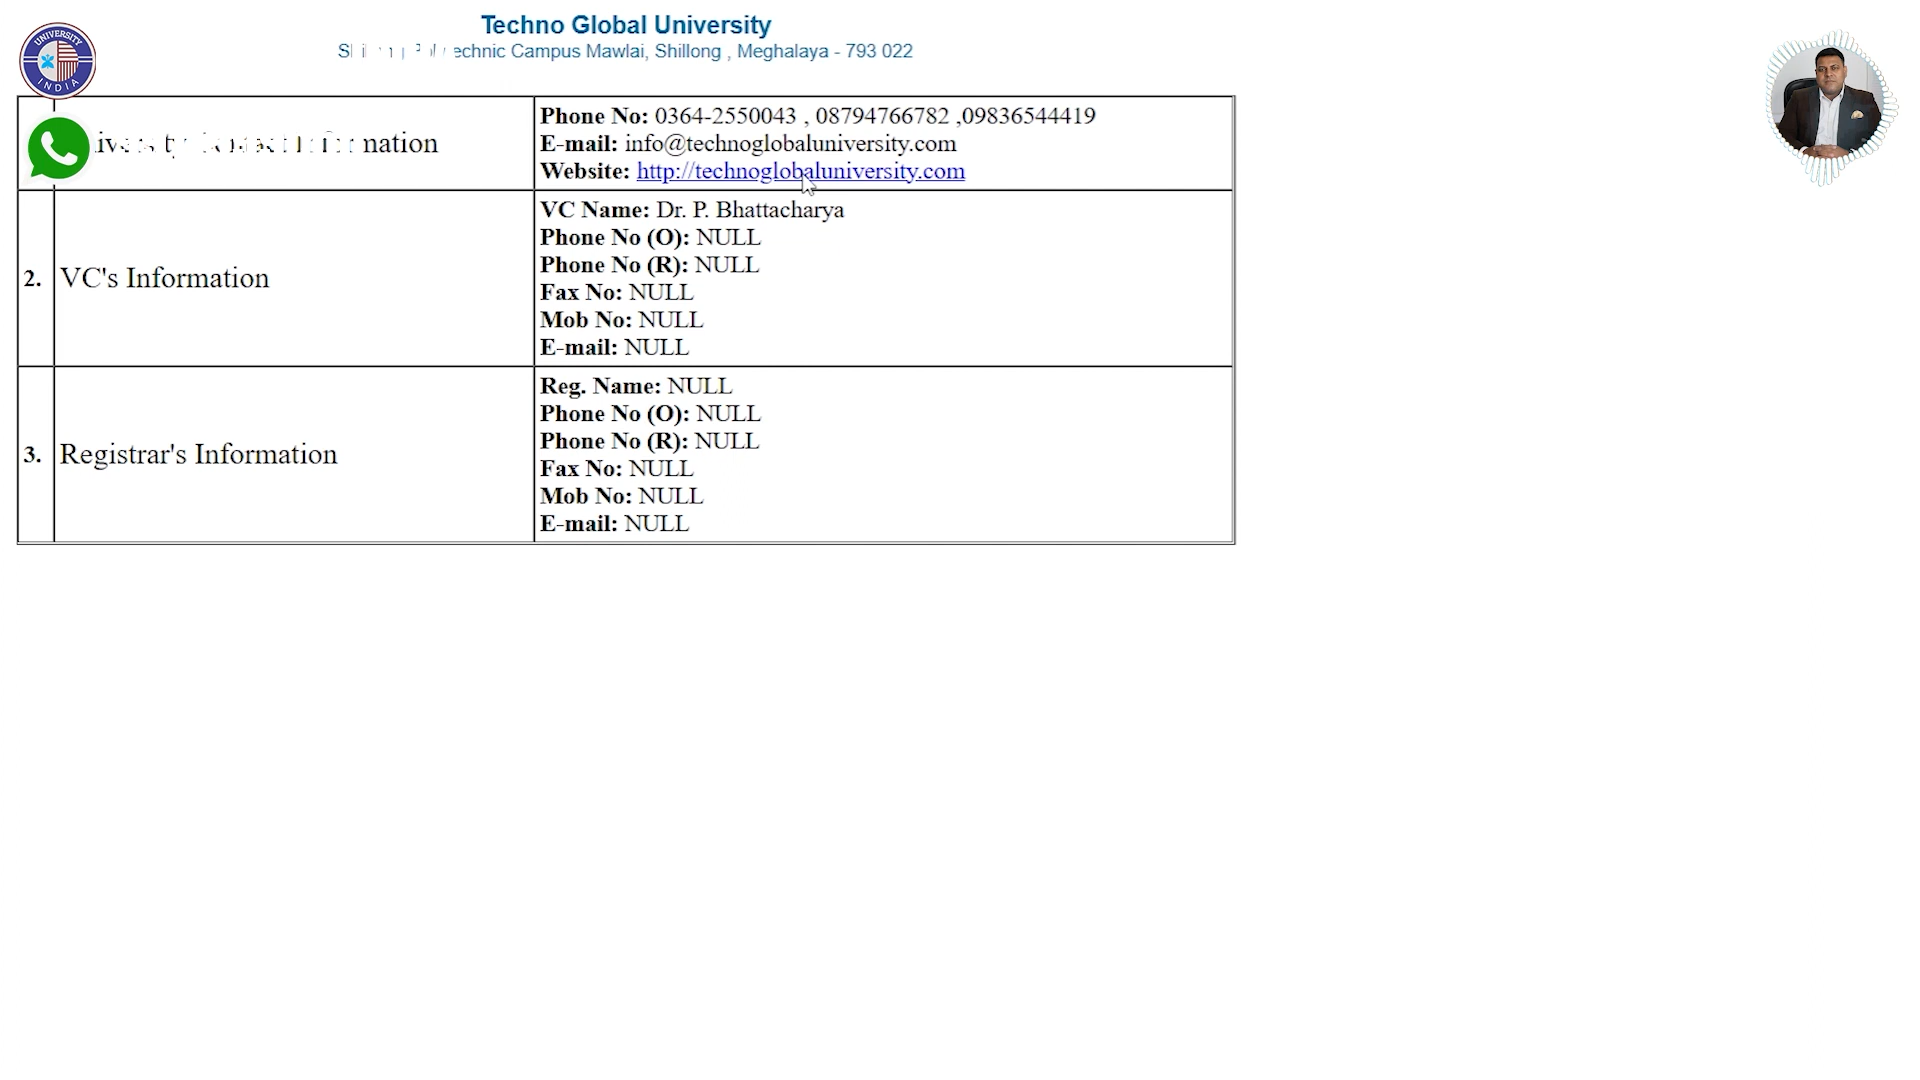 Techno Global University
Campus Mawlai, Shillong , Meghalaya - 793 022
UNIVERSITY
INDIA
Phone No: 0364-2550043 , 08794766782 ,09836544419
E-mail: info@technoglobaluniversity.com
Website: http://technoglobaluniversity.com
2. VC's Information
VC Name: Dr. P. Bhattacharya
Phone No (O): NULL
Phone No (R): NULL
Fax No: NULL
Mob No: NULL
E-mail: NULL
3. Registrar's Information
Reg. Name: NULL
Phone No (O): NULL
Phone No (R): NULL
Fax No: NULL
Mob No: NULL
E-mail: NULL